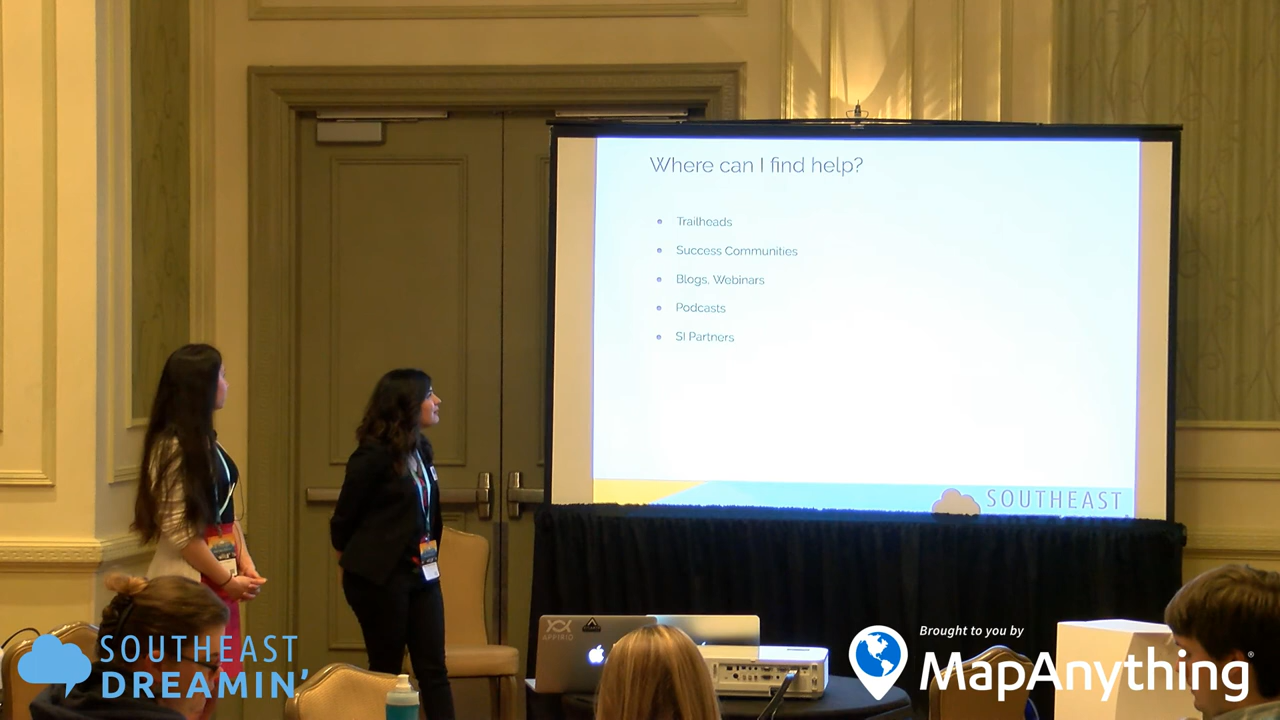 Where can I find help?
Trailheads
Success Communities
Blogs, Webinars
Podcasts
SI Partners
SOUTHEAST
APPIRIO
SOUTHEAST
DREAMIN'
Brought to you by
MapAnything®